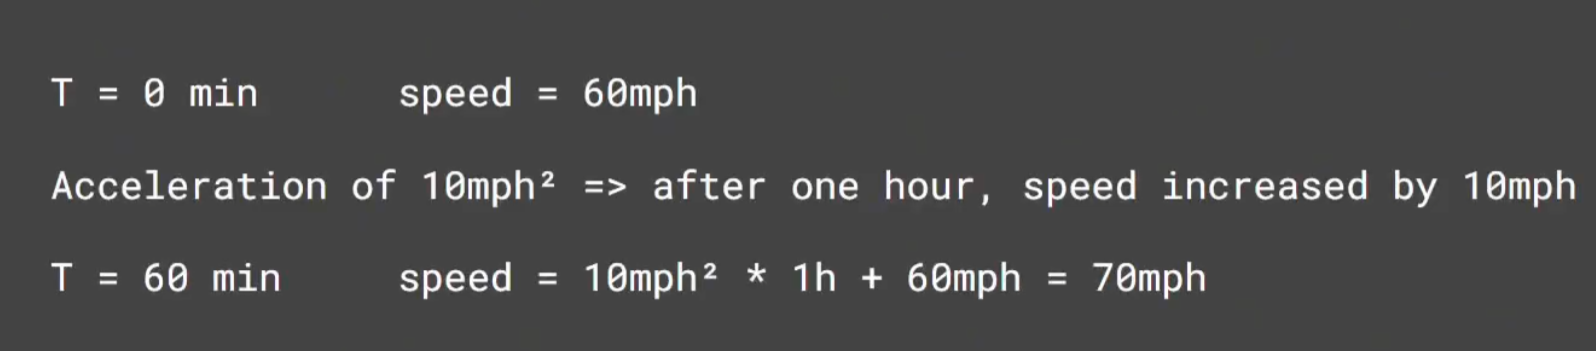 T = 0 min speed = 60mph
Acceleration of 10mph² => after one hour, speed increased by 10mph
T = 60 min speed = 10mph² * 1h + 60mph = 70mph